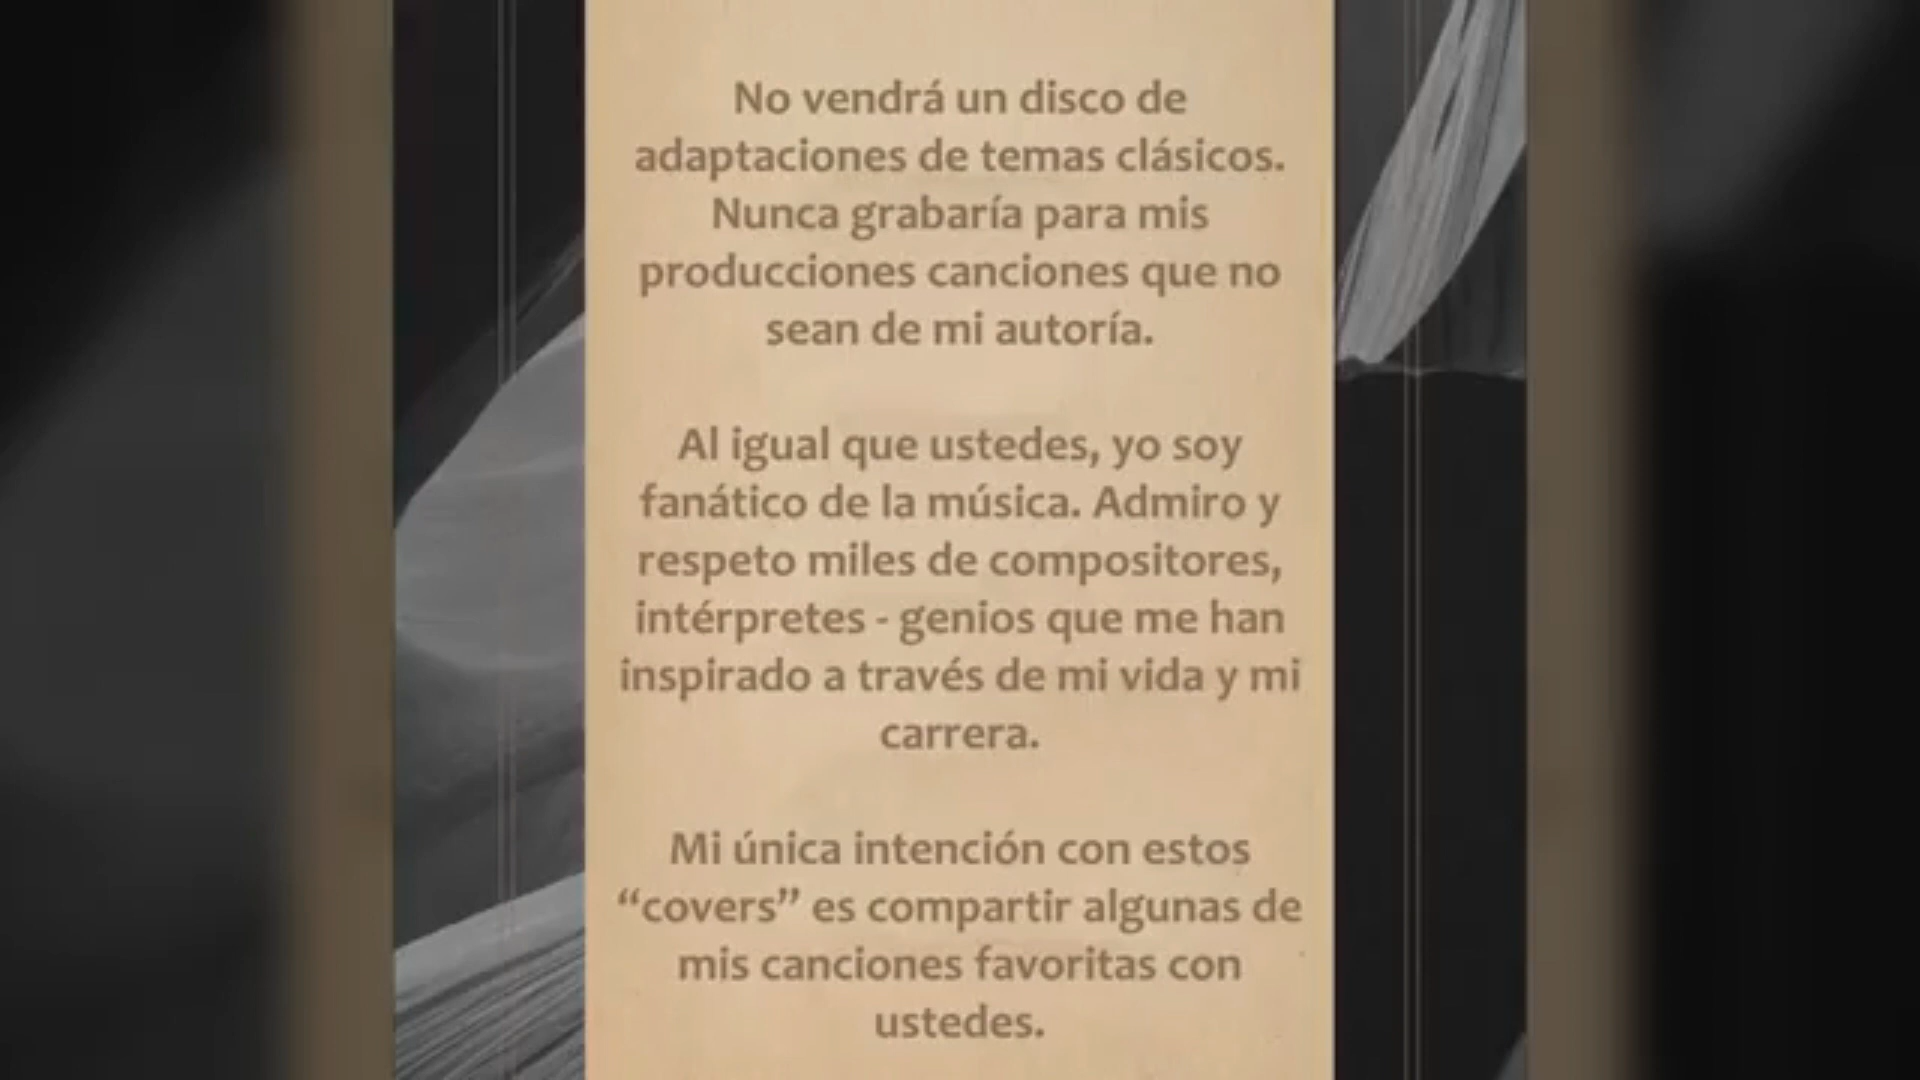 No vendrá un disco de
adaptaciones de temas clásicos.
Nunca grabaría para mis
producciones canciones que no
sean de mi autoría.
Al igual que ustedes, yo soy
fanático de la música. Admiro y
respeto miles de compositores,
intérpretes - genios que me han
inspirado a través de mi vida y mi
carrera.
Mi única intención con estos
“covers” es compartir algunas de
mis canciones favoritas con
ustedes.